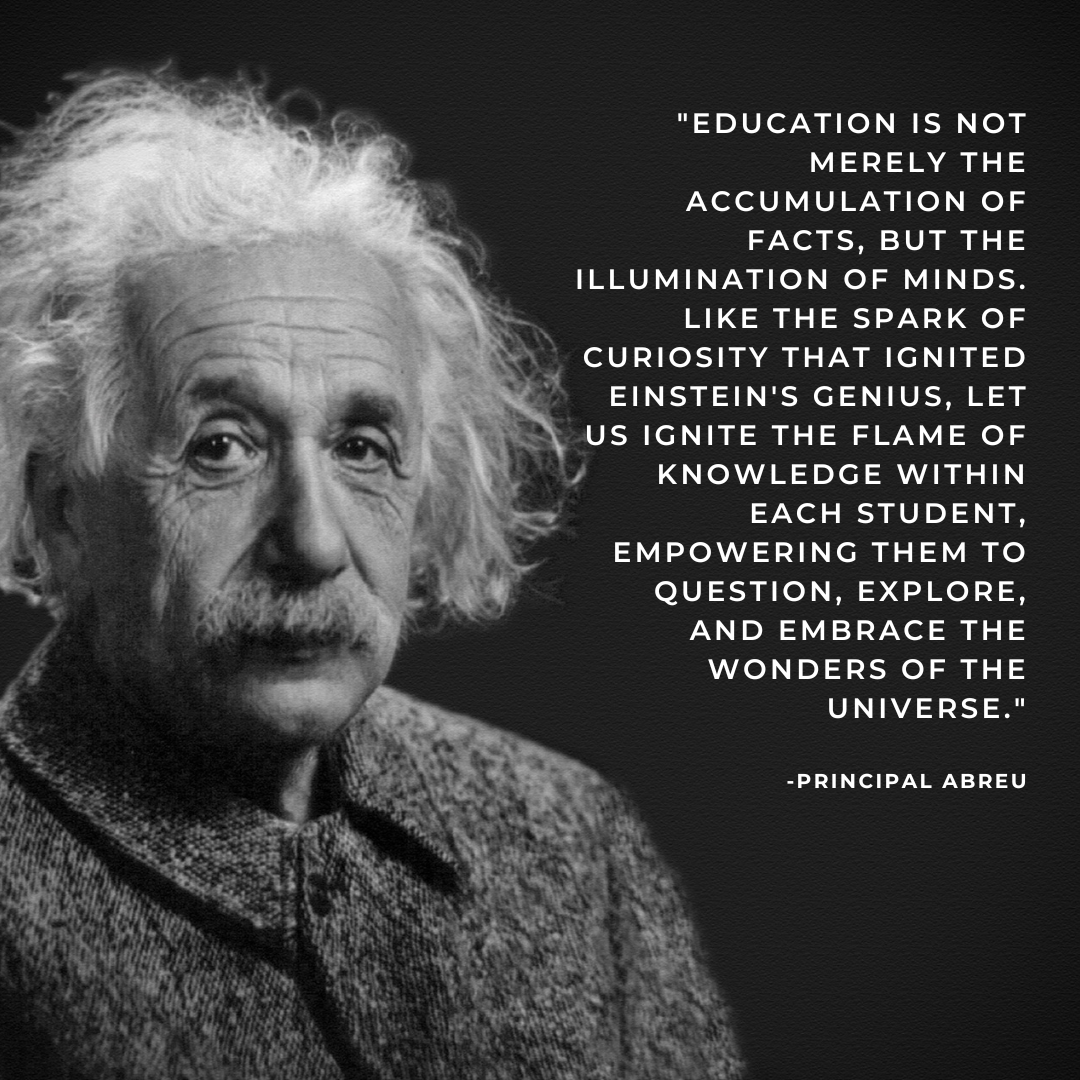 "EDUCATION IS NOT
MERELY THE
ACCUMULATION OF
FACTS, BUT THE
ILLUMINATION OF MINDS.
LIKE THE SPARK OF
CURIOSITY THAT IGNITED
EINSTEIN'S GENIUS, LET
US IGNITE THE FLAME OF
KNOWLEDGE WITHIN
EACH STUDENT,
EMPOWERING THEM TO
QUESTION, EXPLORE,
AND EMBRACE THE
WONDERS OF THE
UNIVERSE."
-PRINCIPAL ABREU